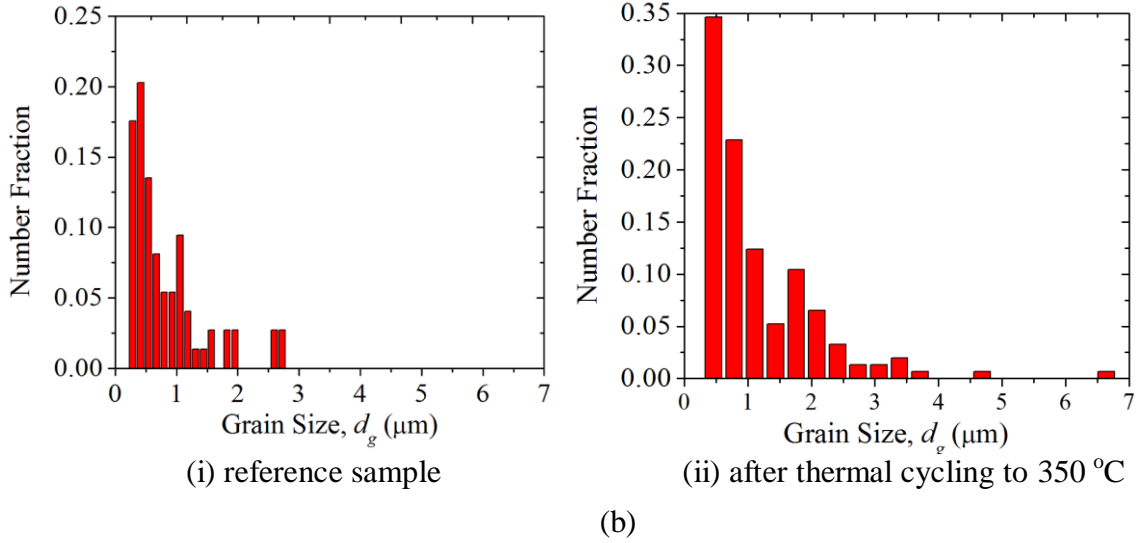 0.25
0.20
0.15
0.10
0.05
0.00
Number Fraction
0 1 2 3 4 5 6 7
Grain Size, d_g (μm)
(i) reference sample
0.35
0.30
0.25
0.20
0.15
0.10
0.05
0.00
Number Fraction
0 1 2 3 4 5 6 7
Grain Size, d_g (μm)
(ii) after thermal cycling to 350 °C
(b)